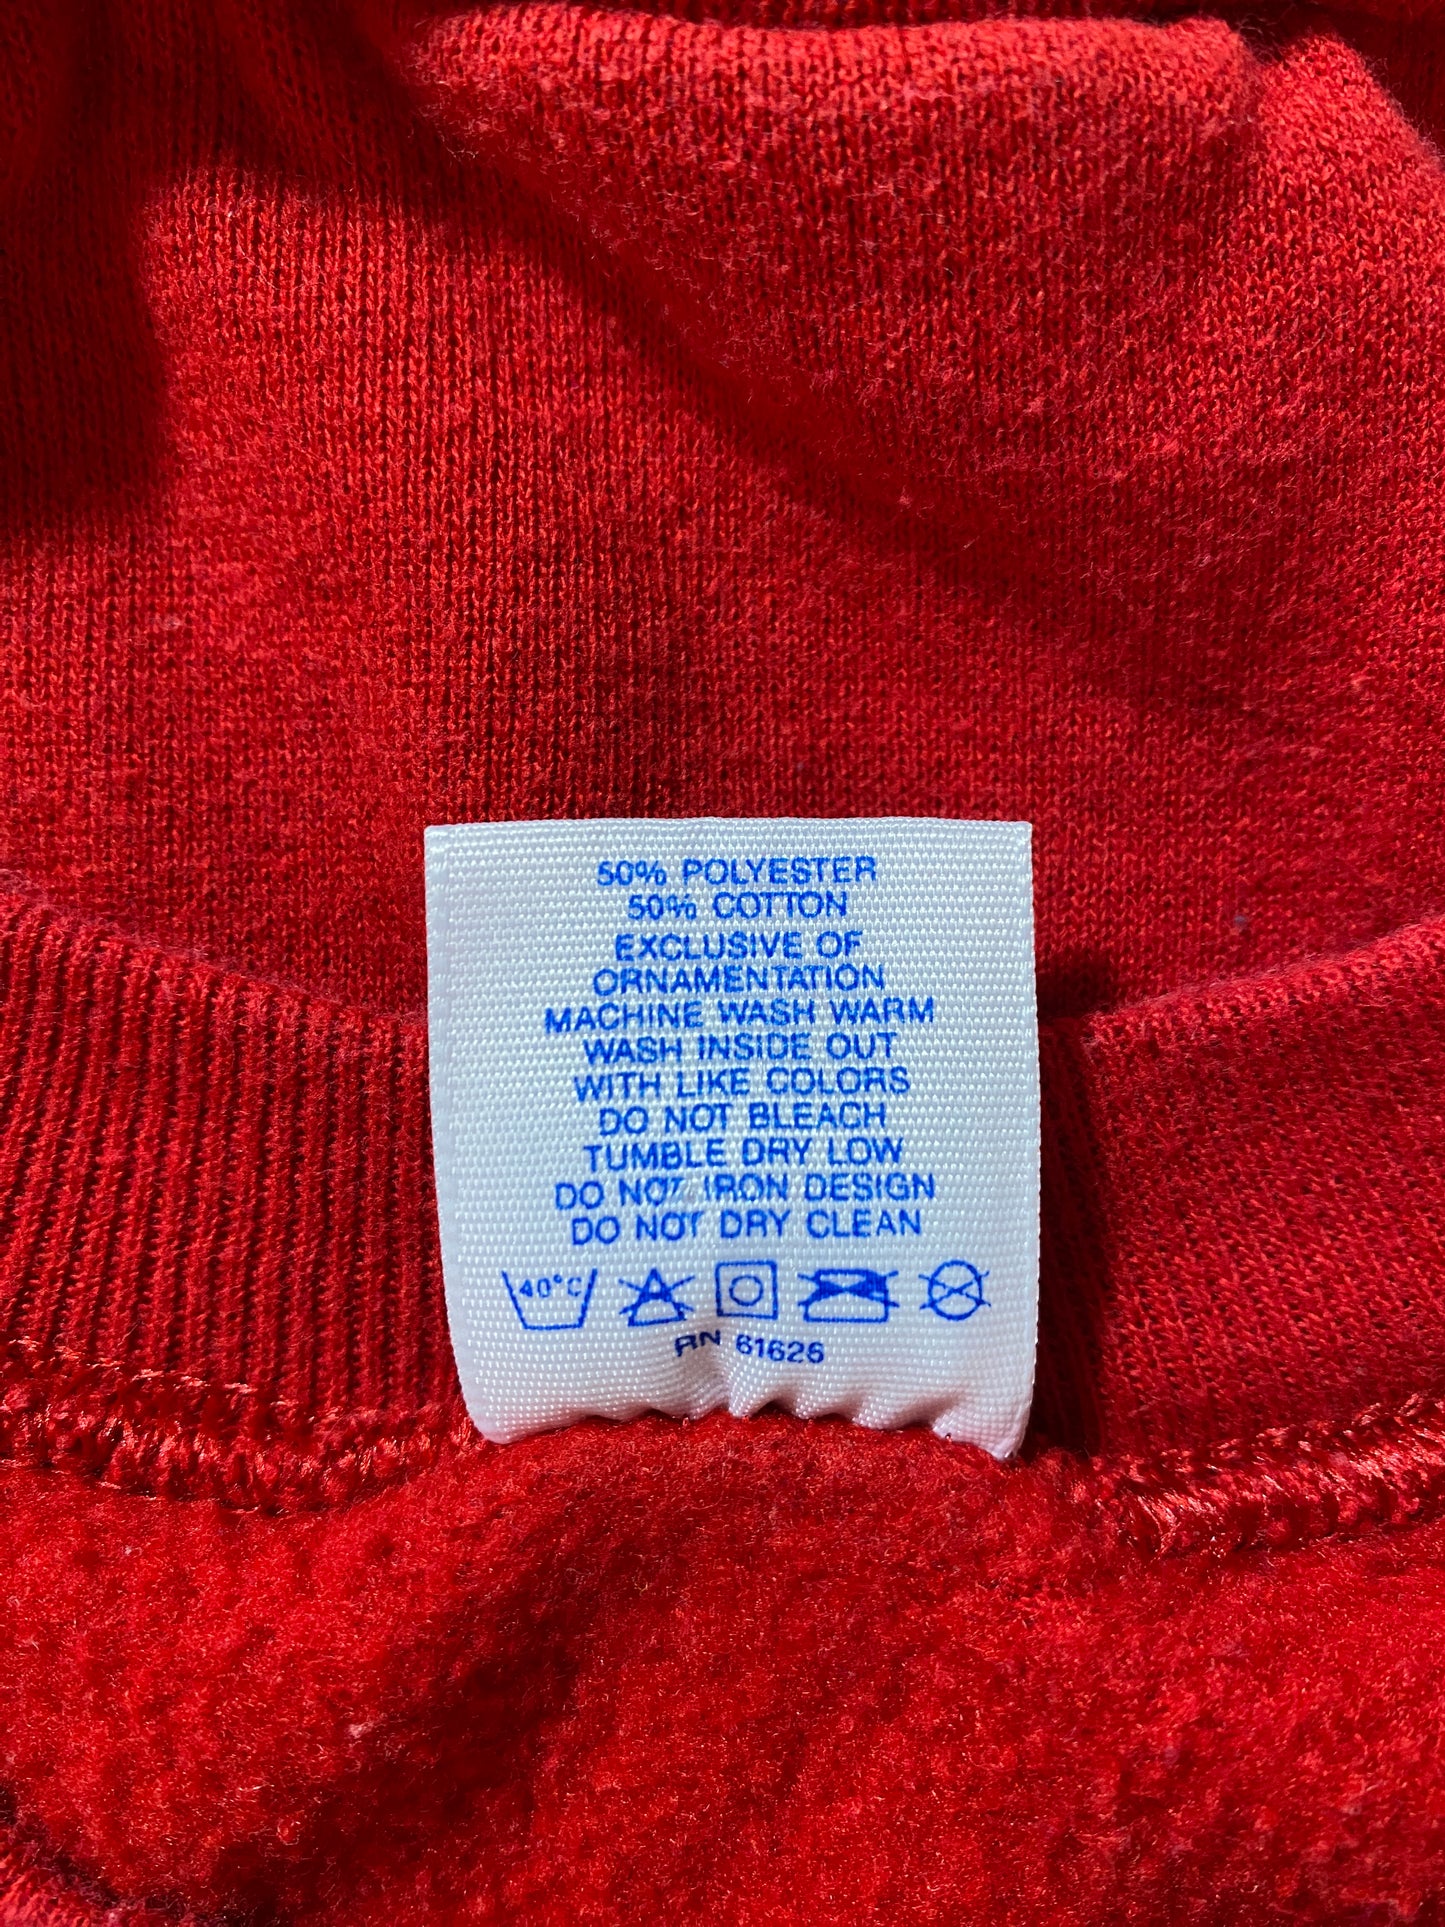 50% POLYESTER
50% COTTON
EXCLUSIVE OF
ORNAMENTATION
MACHINE WASH WARM
WASH INSIDE OUT
WITH LIKE COLORS
DO NOT BLEACH
TUMBLE DRY LOW
DO NOT IRON DESIGN
DO NOT DRY CLEAN
40°C
RN 61626